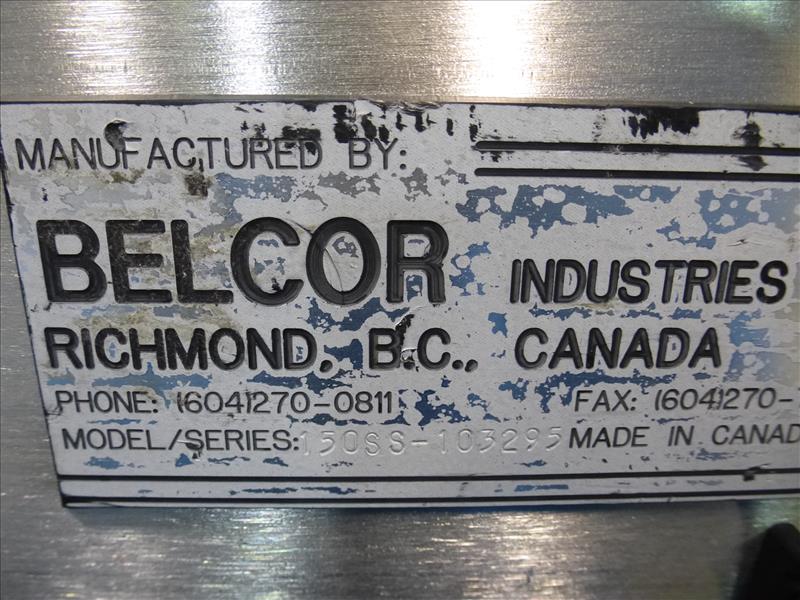 MANUFACTURED BY:
BELCOR INDUSTRIES
RICHMOND, B.C., CANADA
PHONE: (604)270-0811 FAX: (604)270-
MODEL/SERIES: 150SS-103295 MADE IN CANAD